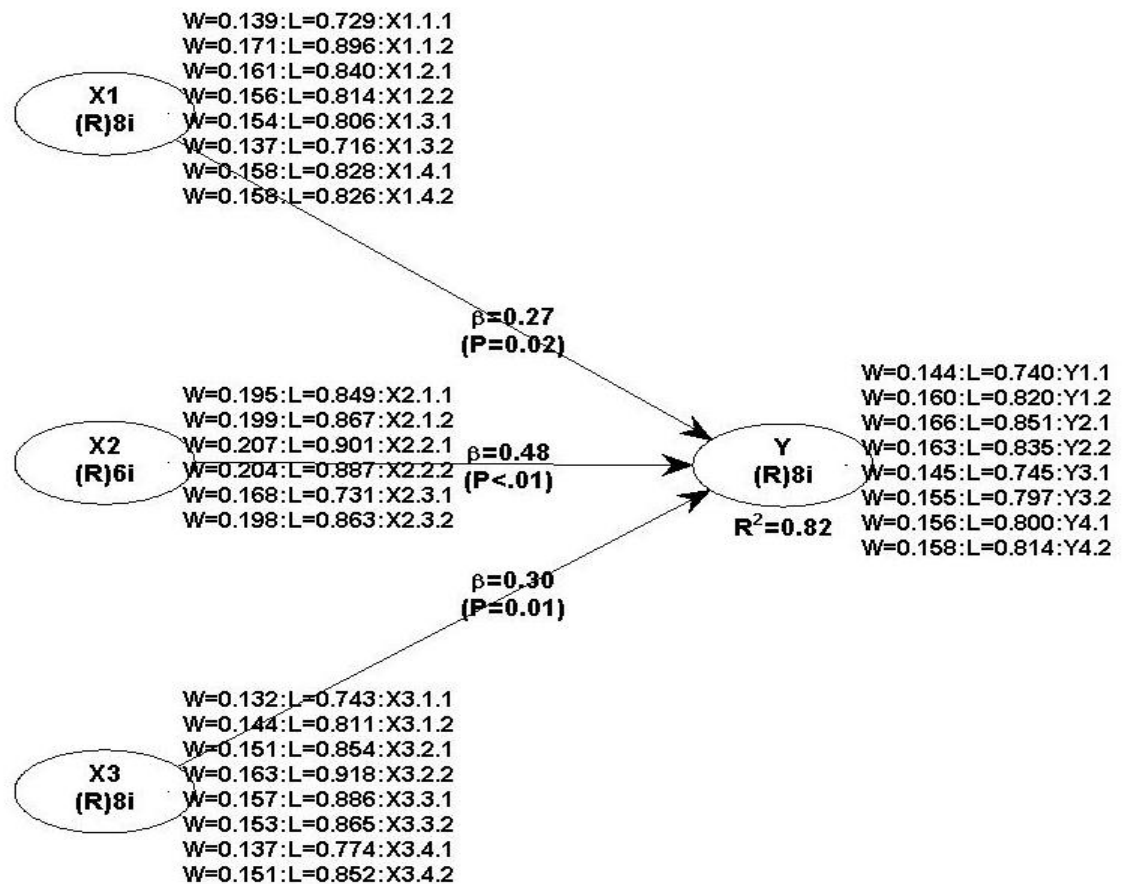 W=0.139:L=0.729:X1.1.1
W=0.171:L=0.896:X1.1.2
W=0.161:L=0.840:X1.2.1
W=0.156:L=0.814:X1.2.2
W=0.154:L=0.806:X1.3.1
W=0.137:L=0.716:X1.3.2
W=0.158:L=0.828:X1.4.1
W=0.158:L=0.826:X1.4.2
X1
(R)8i
β=0.27
(P=0.02)
W=0.195:L=0.849:X2.1.1
W=0.199:L=0.867:X2.1.2
W=0.207:L=0.901:X2.2.1
W=0.204:L=0.887:X2.2.2
W=0.168:L=0.731:X2.3.1
W=0.198:L=0.863:X2.3.2
X2
(R)6i
β=0.48
(P<.01)
Y
(R)8i
R²=0.82
W=0.144:L=0.740:Y1.1
W=0.160:L=0.820:Y1.2
W=0.166:L=0.851:Y2.1
W=0.163:L=0.835:Y2.2
W=0.145:L=0.745:Y3.1
W=0.155:L=0.797:Y3.2
W=0.156:L=0.800:Y4.1
W=0.158:L=0.814:Y4.2
β=0.30
(P=0.01)
W=0.132:L=0.743:X3.1.1
W=0.144:L=0.811:X3.1.2
W=0.151:L=0.854:X3.2.1
W=0.163:L=0.918:X3.2.2
W=0.157:L=0.886:X3.3.1
W=0.153:L=0.865:X3.3.2
W=0.137:L=0.774:X3.4.1
W=0.151:L=0.852:X3.4.2
X3
(R)8i